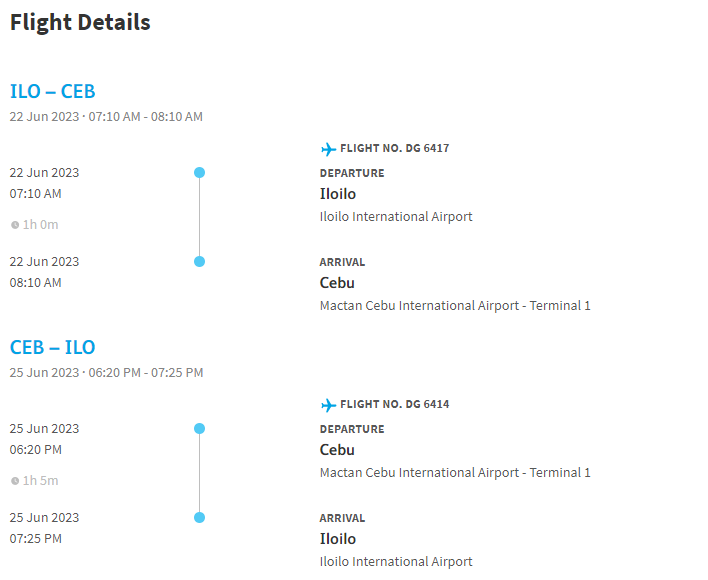 Flight Details
ILO – CEB
22 Jun 2023 · 07:10 AM - 08:10 AM
FLIGHT NO. DG 6417
22 Jun 2023
07:10 AM
DEPARTURE
Iloilo
Iloilo International Airport
1h 0m
22 Jun 2023
08:10 AM
ARRIVAL
Cebu
Mactan Cebu International Airport - Terminal 1
CEB – ILO
25 Jun 2023 · 06:20 PM - 07:25 PM
FLIGHT NO. DG 6414
25 Jun 2023
06:20 PM
DEPARTURE
Cebu
Mactan Cebu International Airport - Terminal 1
1h 5m
25 Jun 2023
07:25 PM
ARRIVAL
Iloilo
Iloilo International Airport